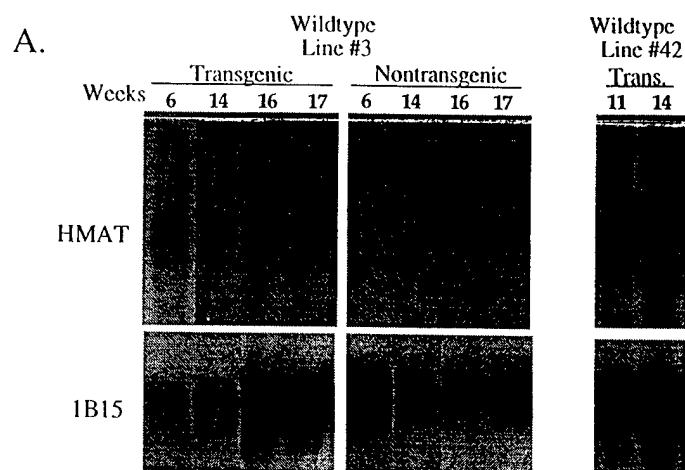 A.
Wildtype
Line #3
Wildtype
Line #42
Transgenic
Nontransgenic
Trans.
Weeks 6 14 16 17 6 14 16 17 11 14
HMAT
1B15